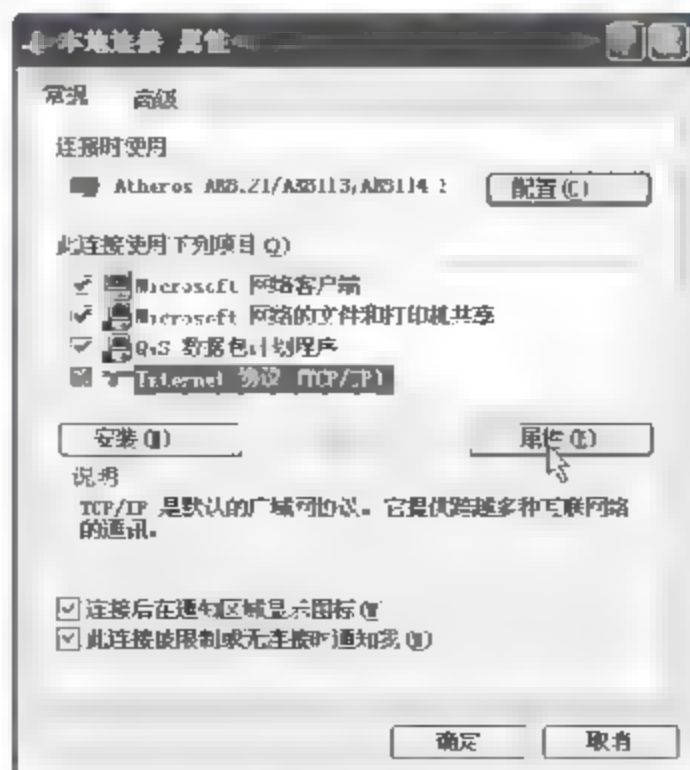 本地连接 属性
常规 高级
连接时使用
Atheros
配置(C)
此连接使用下列项目(O)
Microsoft 网络客户端
Microsoft 网络的文件和打印机共享
QoS 数据包计划程序
Internet 协议 (TCP/IP)
安装(N) 属性(R)
说明
TCP/IP 是默认的广域网协议。它提供跨越多种互联网络
的通讯。
连接后在通知区域显示图标(W)
此连接被限制或无连接时通知我(M)
确定 取消